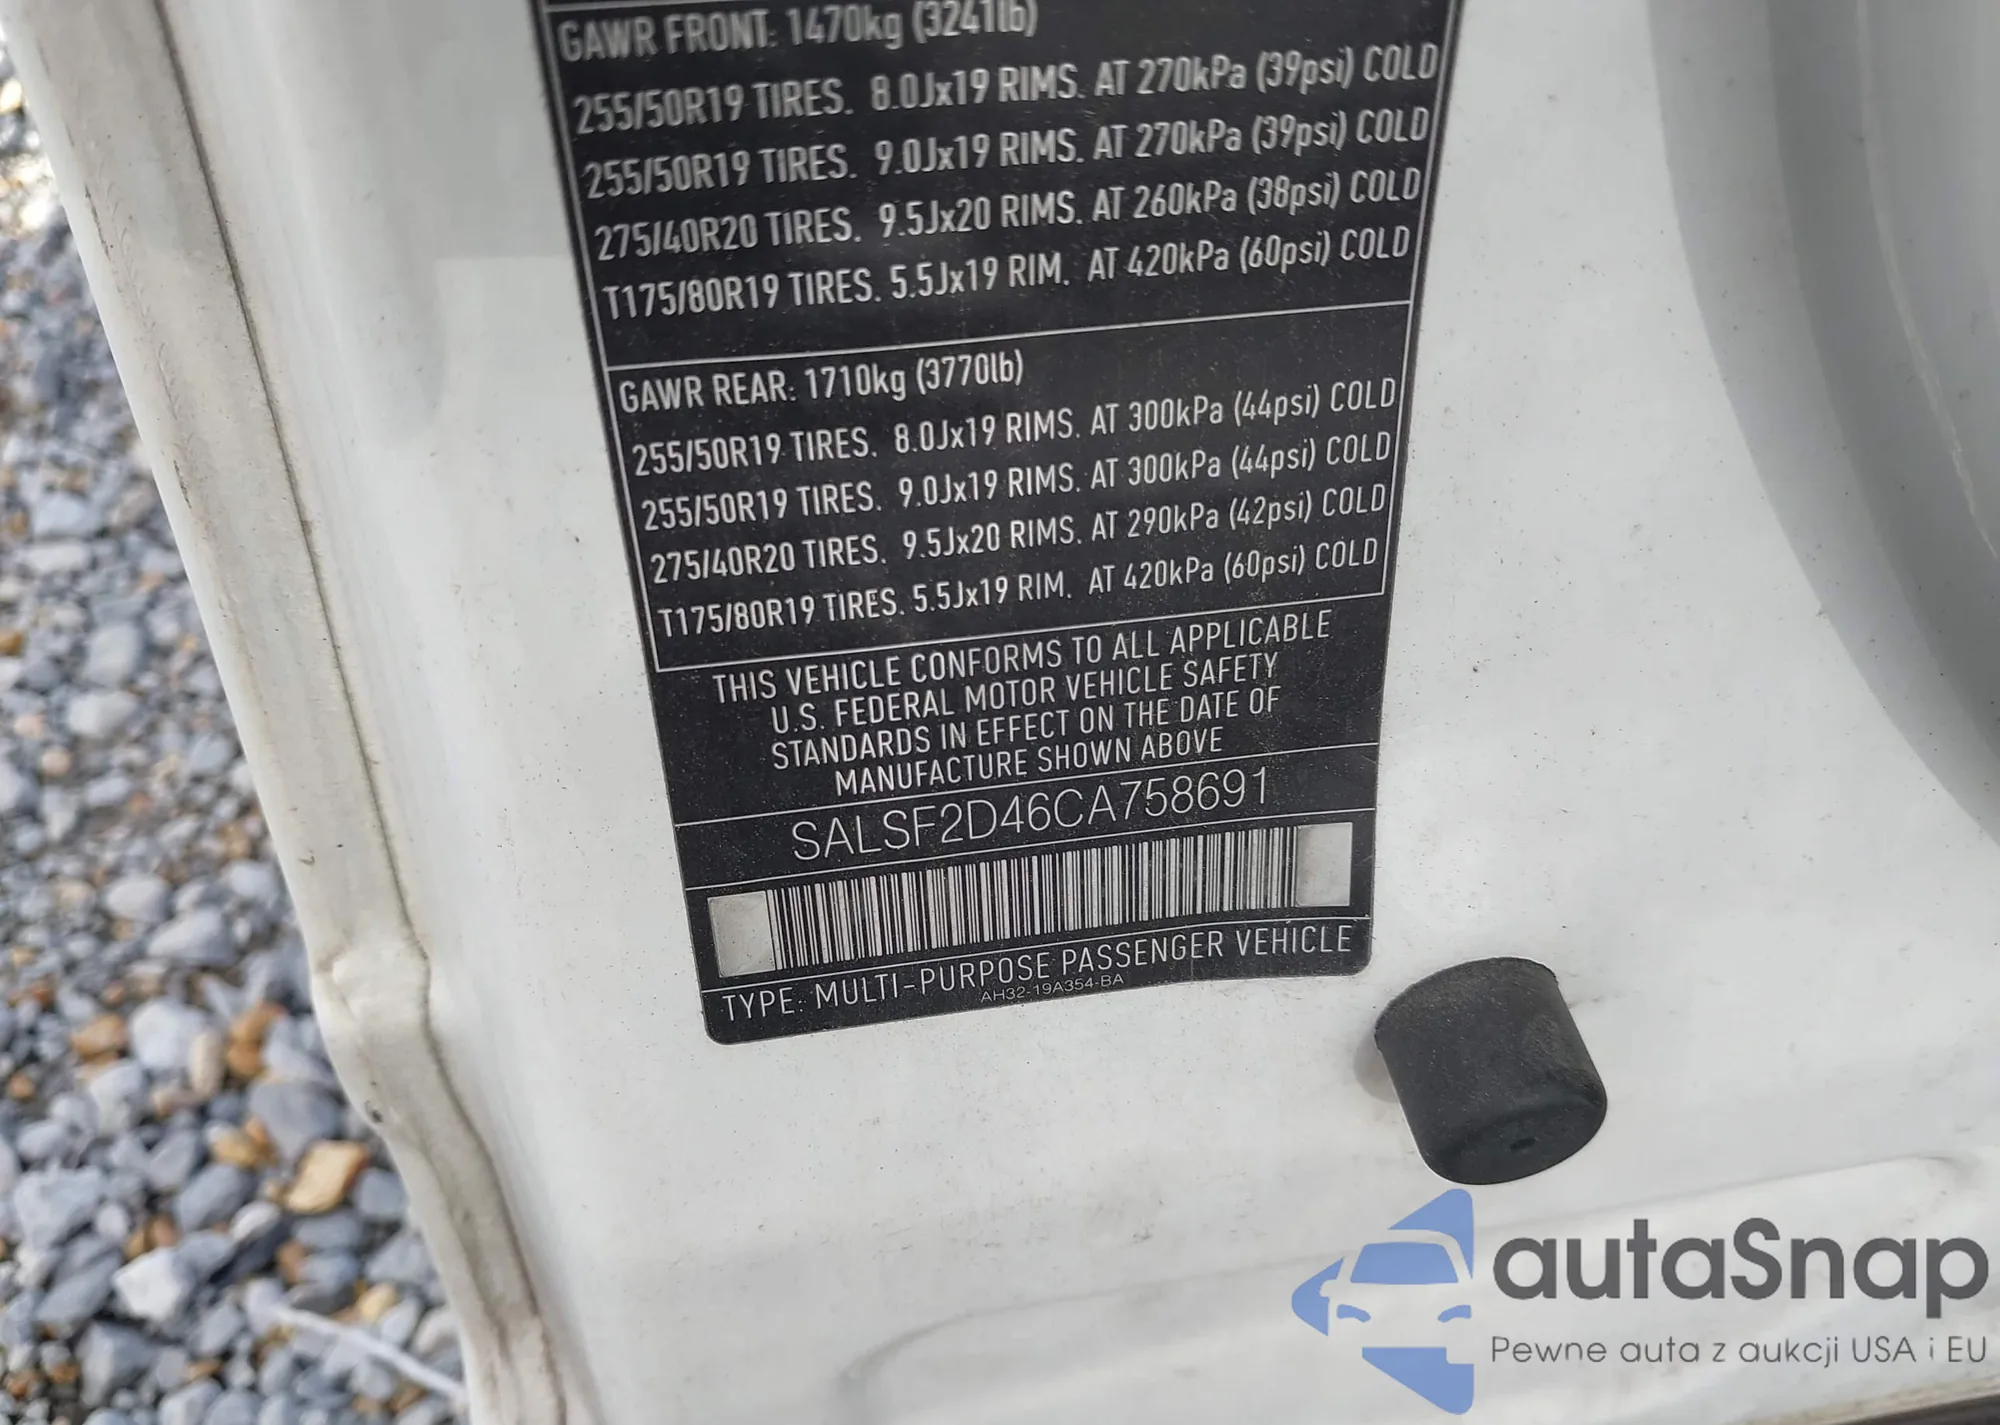 GAWR FRONT: 1470kg (3241lb)
255/50R19 TIRES. 8.0Jx19 RIMS. AT 270kPa (39psi) COLD
255/50R19 TIRES. 9.0Jx19 RIMS. AT 270kPa (39psi) COLD
275/40R20 TIRES. 9.5Jx20 RIMS. AT 260kPa (38psi) COLD
T175/80R19 TIRES. 5.5Jx19 RIM. AT 420kPa (60psi) COLD
GAWR REAR: 1710kg (3770lb)
255/50R19 TIRES. 8.0Jx19 RIMS. AT 300kPa (44psi) COLD
255/50R19 TIRES. 9.0Jx19 RIMS. AT 300kPa (44psi) COLD
275/40R20 TIRES. 9.5Jx20 RIMS. AT 290kPa (42psi) COLD
T175/80R19 TIRES. 5.5Jx19 RIM. AT 420kPa (60psi) COLD
THIS VEHICLE CONFORMS TO ALL APPLICABLE
U.S. FEDERAL MOTOR VEHICLE SAFETY
STANDARDS IN EFFECT ON THE DATE OF
MANUFACTURE SHOWN ABOVE
SALSF2D46CA758691
TYPE: MULTI-PURPOSE PASSENGER VEHICLE
AH32-19A354-BA
autaSnap
Pewne auta z aukcji USA i EU